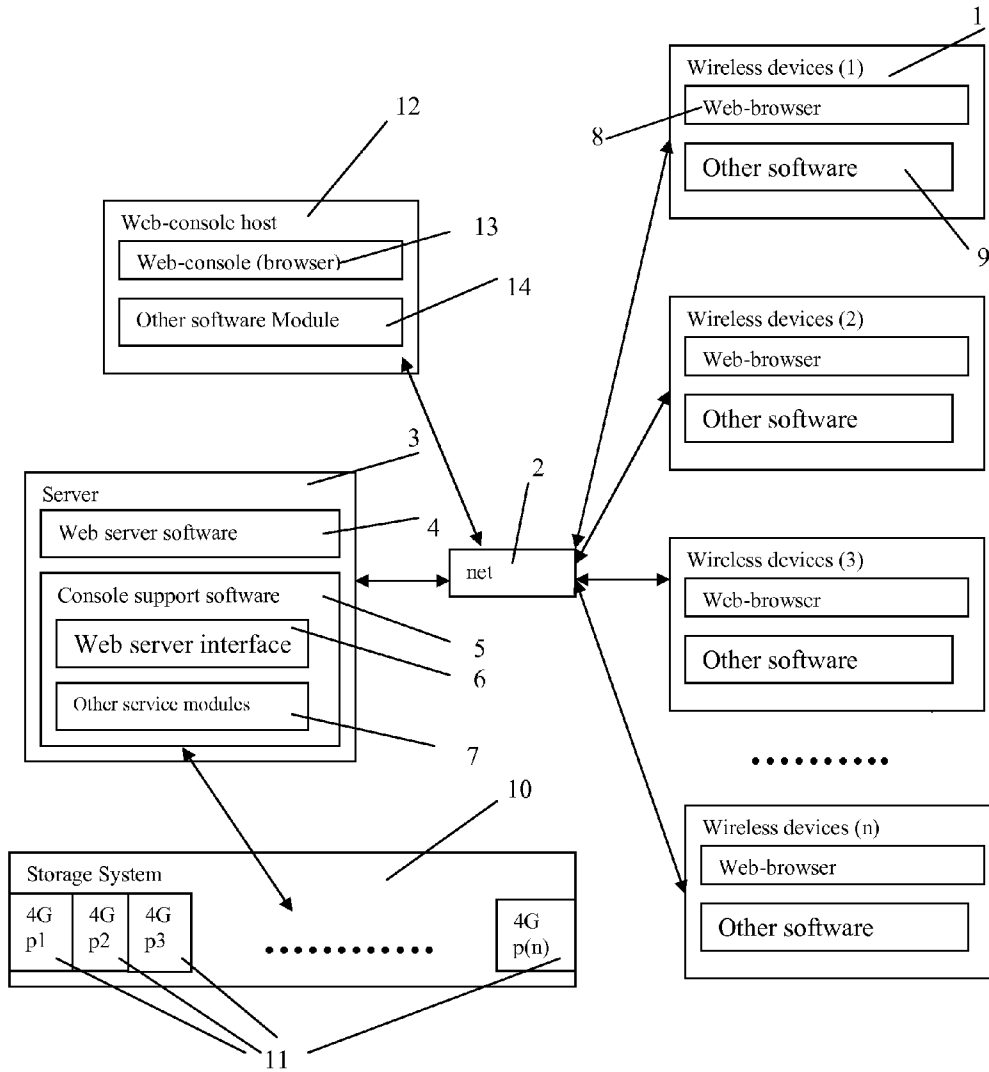 1
Wireless devices (1)
Web-browser
8
Other software
9
12
Web-console host
Web-console (browser)
13
Other software Module
14
Wireless devices (2)
Web-browser
Other software
3
Server
Web server software
4
Console support software
5
Web server interface
6
Other service modules
7
2
net
Wireless devices (3)
Web-browser
Other software
10
Storage System
4G
p1
4G
p2
4G
p3
4G
p(n)
11
Wireless devices (n)
Web-browser
Other software